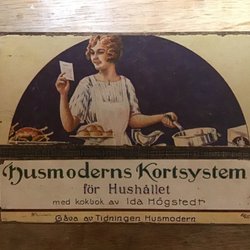 Husmoderns Kortsystem
för Hushållet
med kokbok av Ida Högstedt
Gåva av Tidningen Husmodern